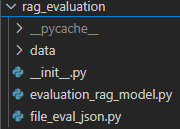 rag_evaluation
__pycache__
data
__init__.py
evaluation_rag_model.py
file_eval_json.py